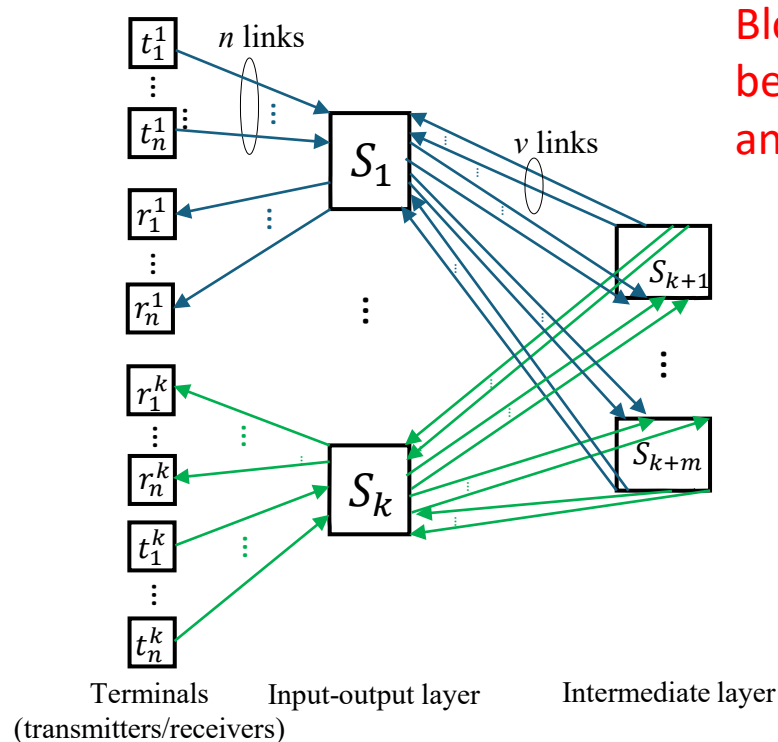 Blo
be
an
n links
v links
t_1^1
⋮
t_n^1
r_1^1
⋮
r_n^1
S_1
⋮
S_{k+1}
⋮
S_{k+m}
r_1^k
⋮
r_n^k
S_k
t_1^k
⋮
t_n^k
Terminals
(transmitters/receivers)
Input-output layer
Intermediate layer